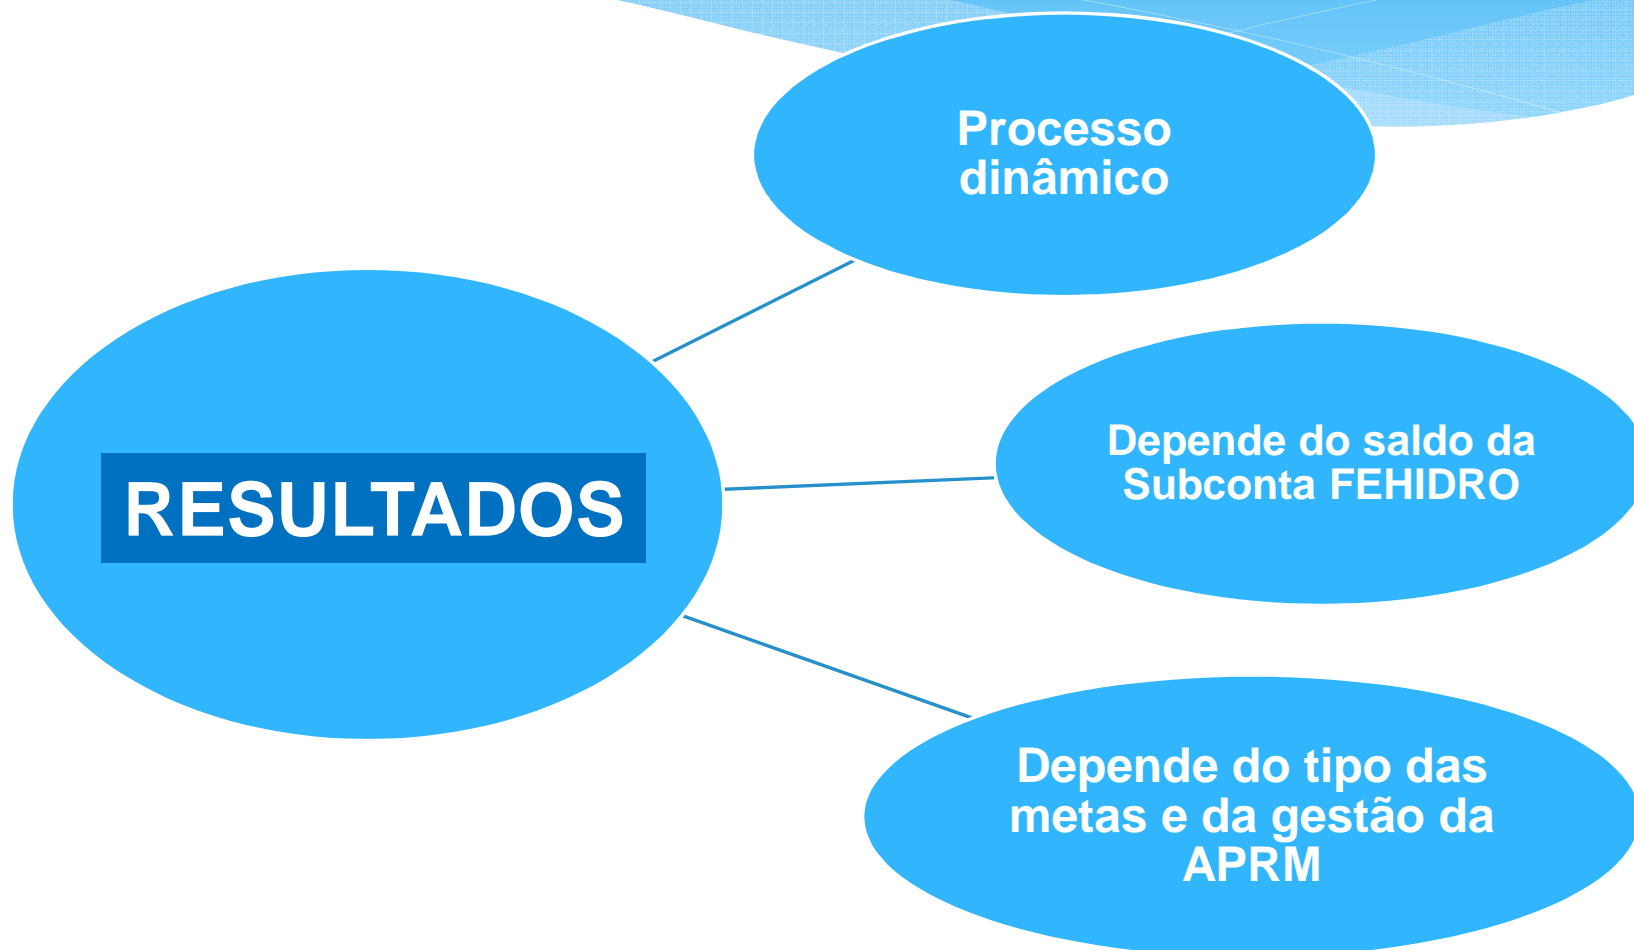 Processo
dinâmico
RESULTADOS
Depende do saldo da
Subconta FEHIDRO
Depende do tipo das
metas e da gestão da
APRM